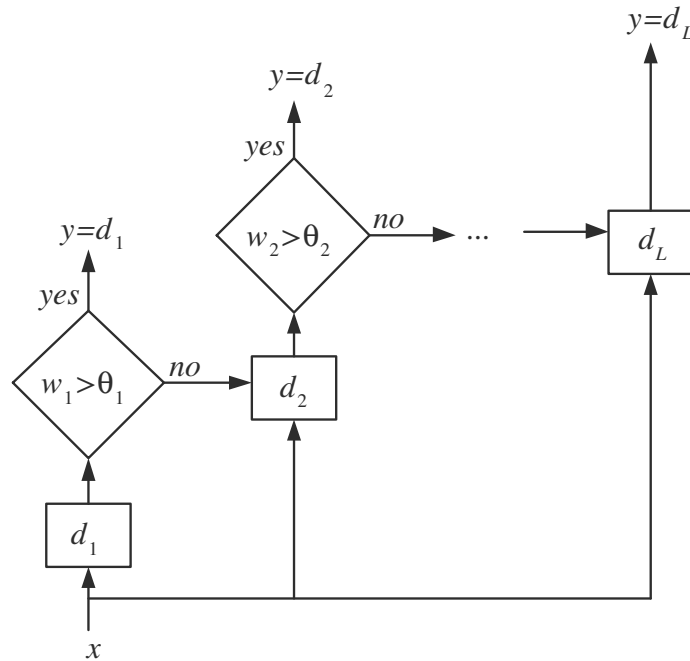 y=d_L
y=d_2
yes
w_2>θ_2
no
...
d_L
y=d_1
yes
w_1>θ_1
no
d_2
d_1
x